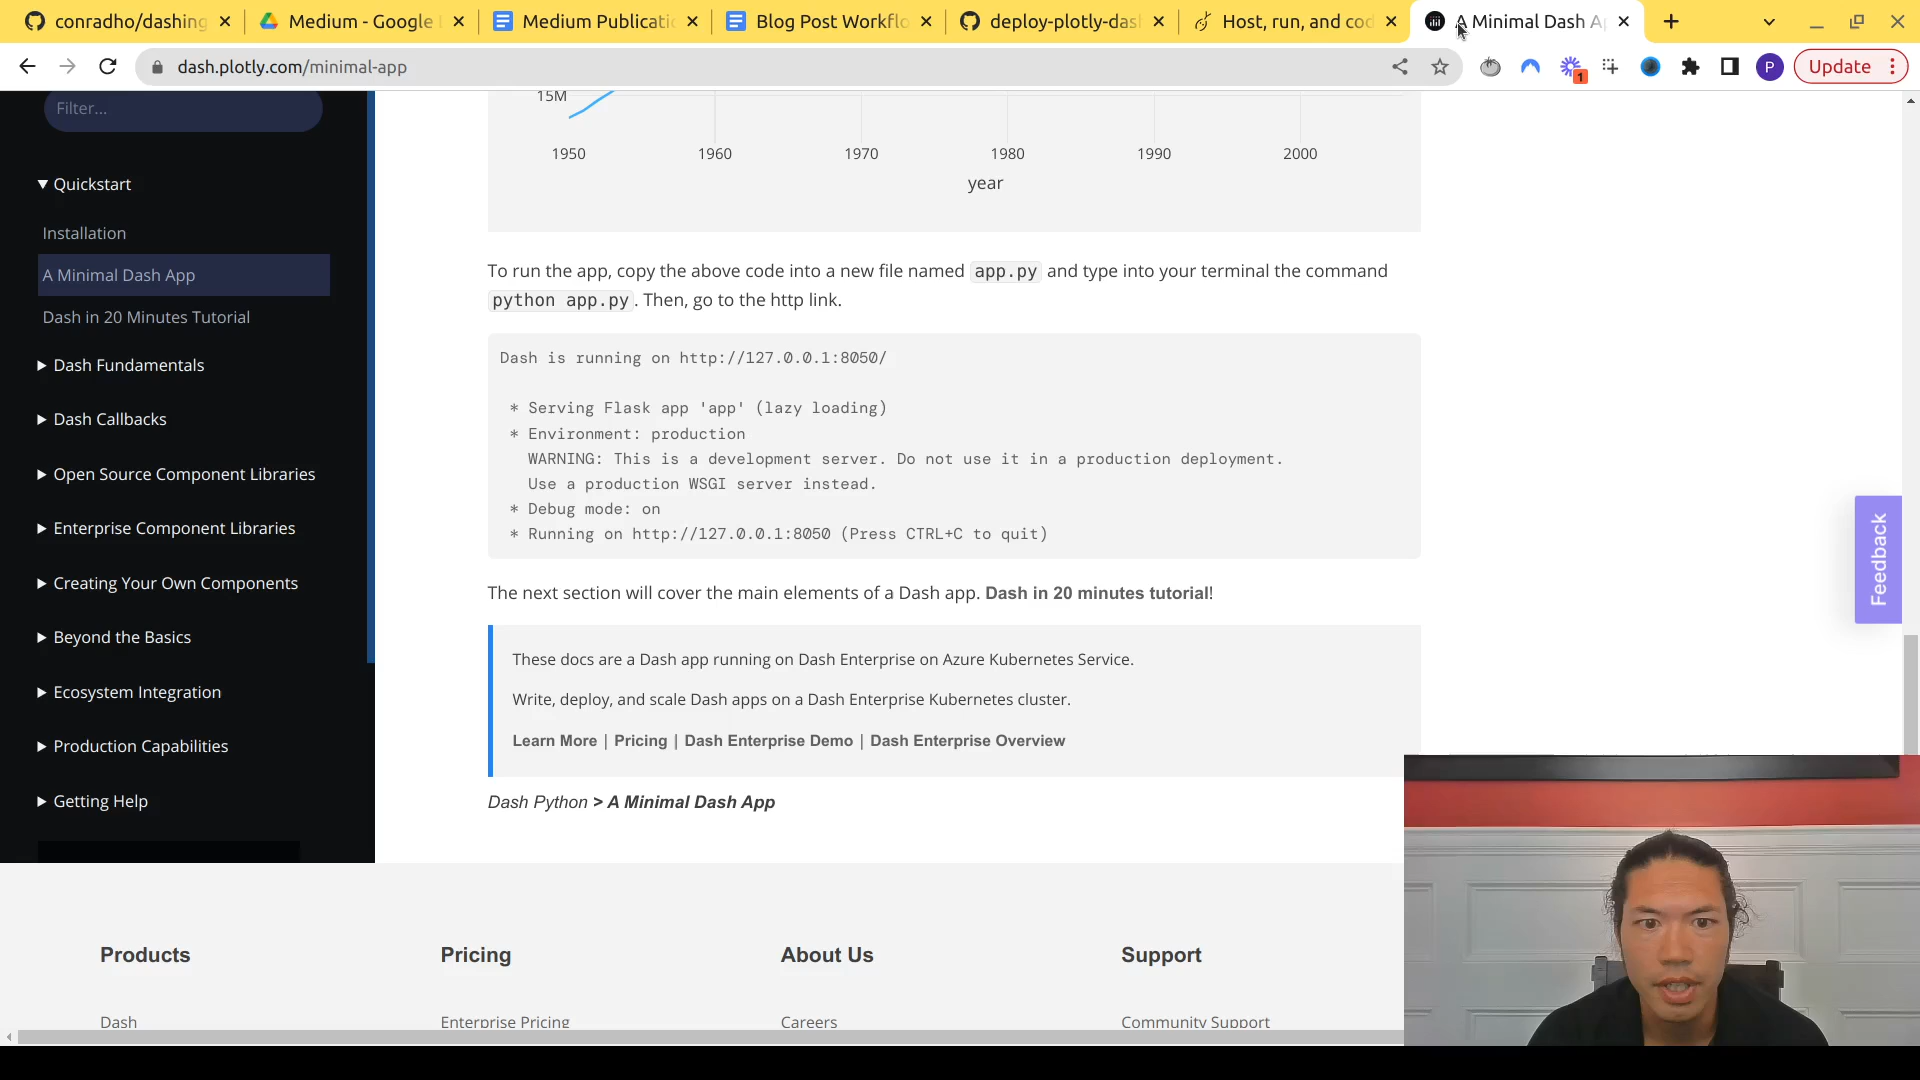 conradho/dashing
Medium - Google
Medium Publicati
Blog Post Workflo
deploy-plotly-dash
Host, run, and cod
A Minimal Dash A
dash.plotly.com/minimal-app
1
P
Update
Filter...
▼ Quickstart
Installation
A Minimal Dash App
Dash in 20 Minutes Tutorial
▶ Dash Fundamentals
▶ Dash Callbacks
▶ Open Source Component Libraries
▶ Enterprise Component Libraries
▶ Creating Your Own Components
▶ Beyond the Basics
▶ Ecosystem Integration
▶ Production Capabilities
▶ Getting Help
15M
1950 1960 1970 1980 1990 2000
year
To run the app, copy the above code into a new file named app.py and type into your terminal the command
python app.py. Then, go to the http link.
Dash is running on http://127.0.0.1:8050/
* Serving Flask app 'app' (lazy loading)
* Environment: production
WARNING: This is a development server. Do not use it in a production deployment.
Use a production WSGI server instead.
* Debug mode: on
* Running on http://127.0.0.1:8050 (Press CTRL+C to quit)
The next section will cover the main elements of a Dash app. Dash in 20 minutes tutorial!
These docs are a Dash app running on Dash Enterprise on Azure Kubernetes Service.
Write, deploy, and scale Dash apps on a Dash Enterprise Kubernetes cluster.
Learn More | Pricing | Dash Enterprise Demo | Dash Enterprise Overview
Dash Python > A Minimal Dash App
Feedback
Products Pricing About Us Support
Dash Enterprise Pricing Careers Community Support